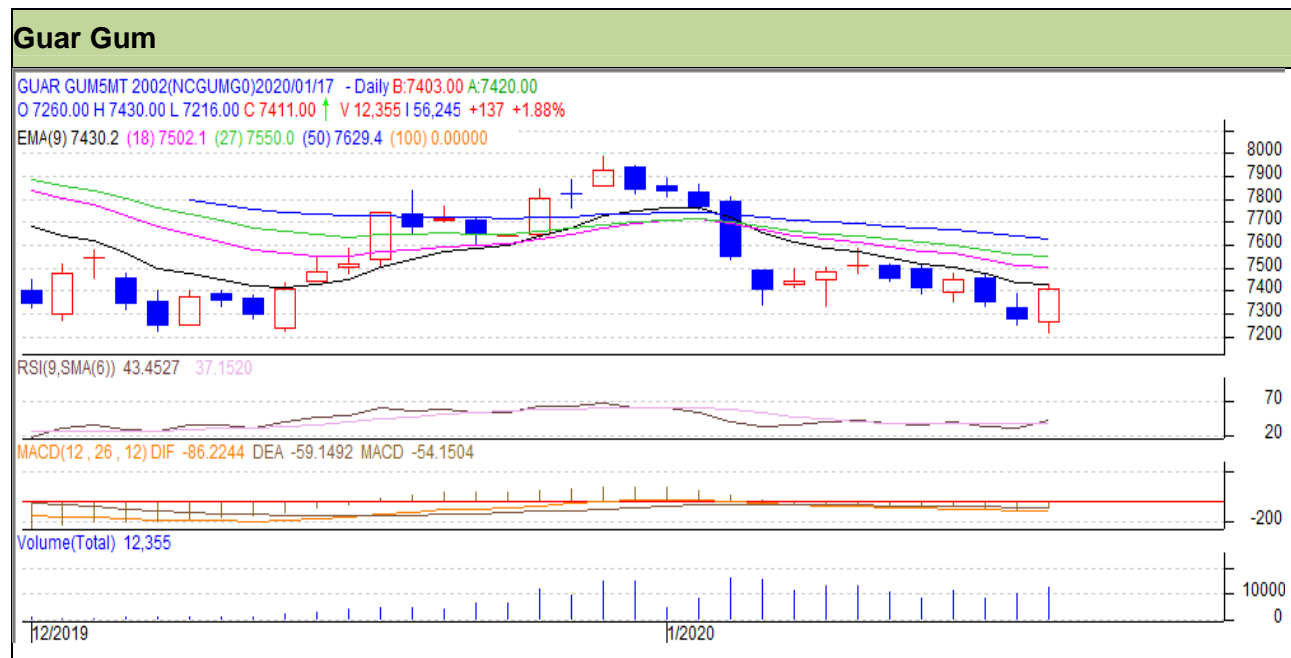 Guar Gum
GUAR GUM5MT 2002(NCGUMG0)2020/01/17 - Daily B:7403.00 A:7420.00
O 7260.00 H 7430.00 L 7216.00 C 7411.00 V 12,355 I 56,245 +137 +1.88%
EMA(9) 7430.2 (18) 7502.1 (27) 7550.0 (50) 7629.4 (100) 0.00000
8000
7900
7800
7700
7600
7500
7400
7300
7200
RSI(9,SMA(6)) 43.4527 37.1520
70
20
MACD(12 , 26 , 12) DIF -86.2244 DEA -59.1492 MACD -54.1504
-200
Volume(Total) 12,355
10000
0
12/2019 1/2020